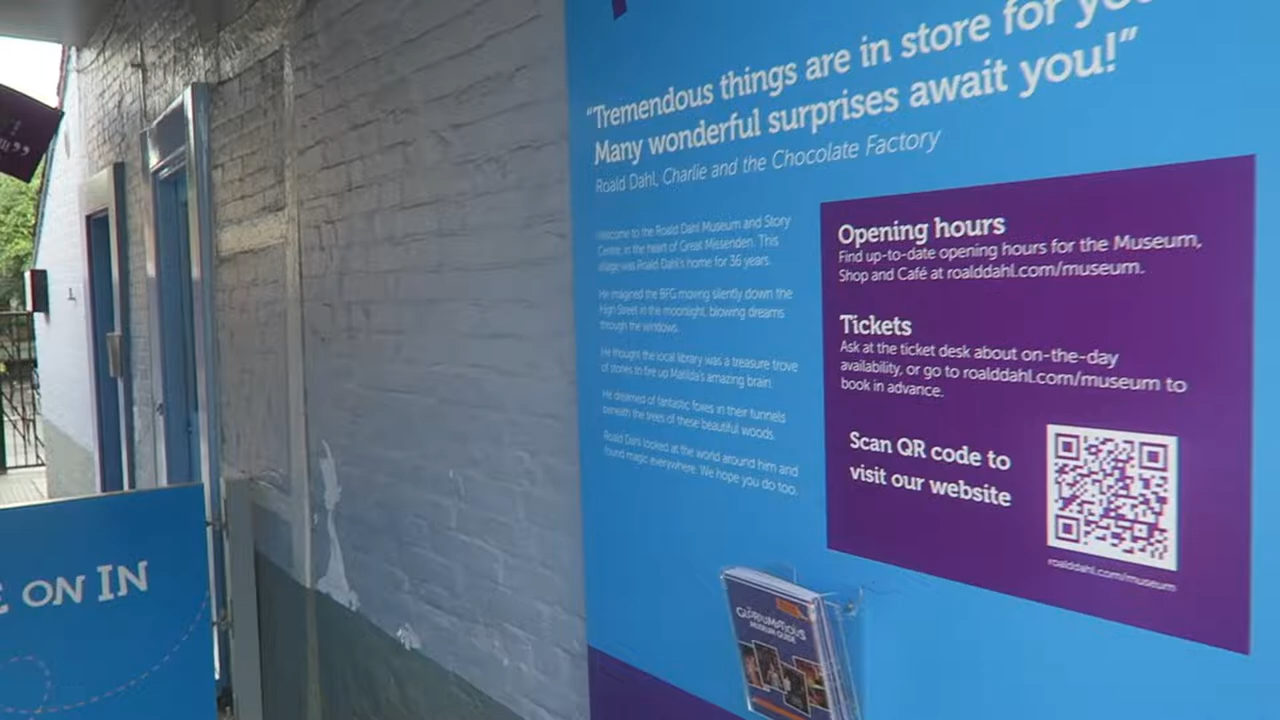 “Tremendous things are in store for
Many wonderful surprises await you!”
Roald Dahl, Charlie and the Chocolate Factory
Welcome to the Roald Dahl Museum and Story
Centre in the heart of Great Missenden. This
village was Roald Dahl's home for 36 years.
He imagined the BFG moving silently down the
High Street in the moonlight, blowing dreams
through the windows.
He thought the local library was a treasure trove
of stories to fire up Matilda's amazing brain.
He dreamed of fantastic foxes in their funnels
beneath the trees of these beautiful woods.
Roald Dahl looked at the world around him and
found magic everywhere. We hope you do too.
Opening hours
Find up-to-date opening hours for the Museum,
Shop and Café at roalddahl.com/museum.
Tickets
Ask at the ticket desk about on-the-day
availability, or go to roalddahl.com/museum to
book in advance.
Scan QR code to
visit our website
roalddahl.com/museum
ON IN
MUSEUM GUIDE